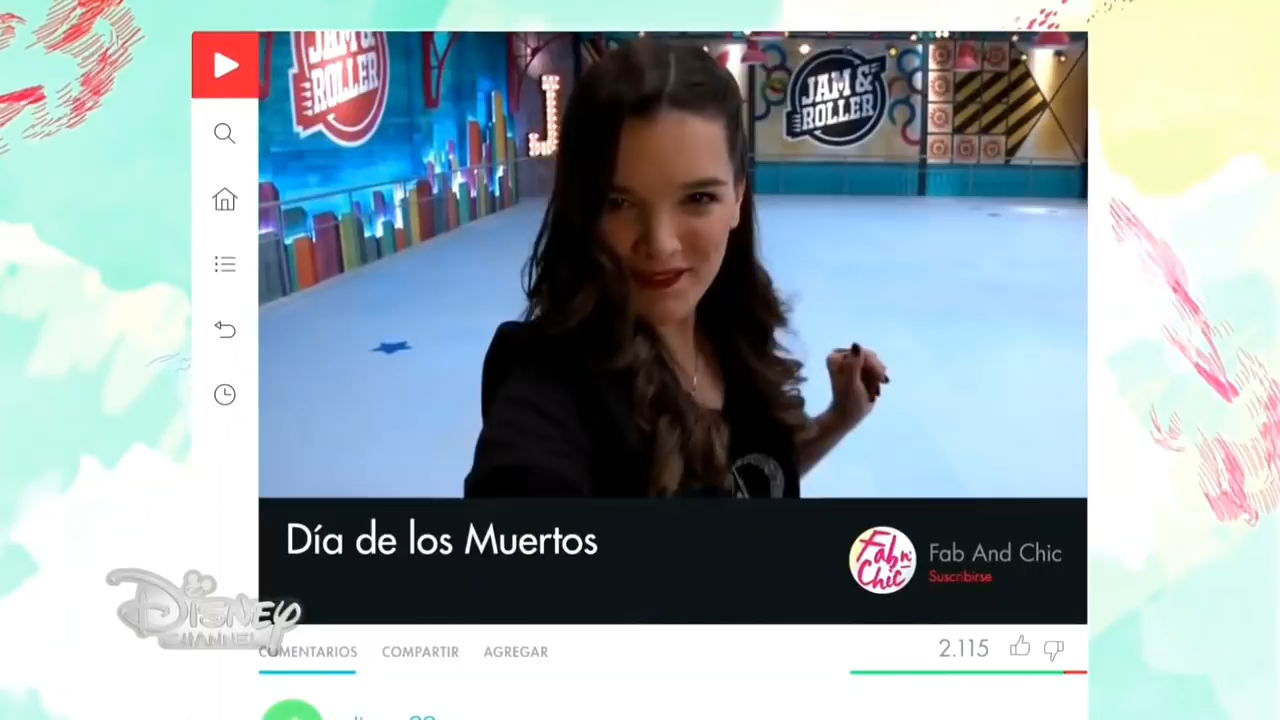 JAM &
ROLLER
J
JAM &
ROLLER
Día de los Muertos
Fab n'
Chic
Fab And Chic
Suscribirse
DISNEY
CHANNEL
COMENTARIOS
COMPARTIR
AGREGAR
2.115